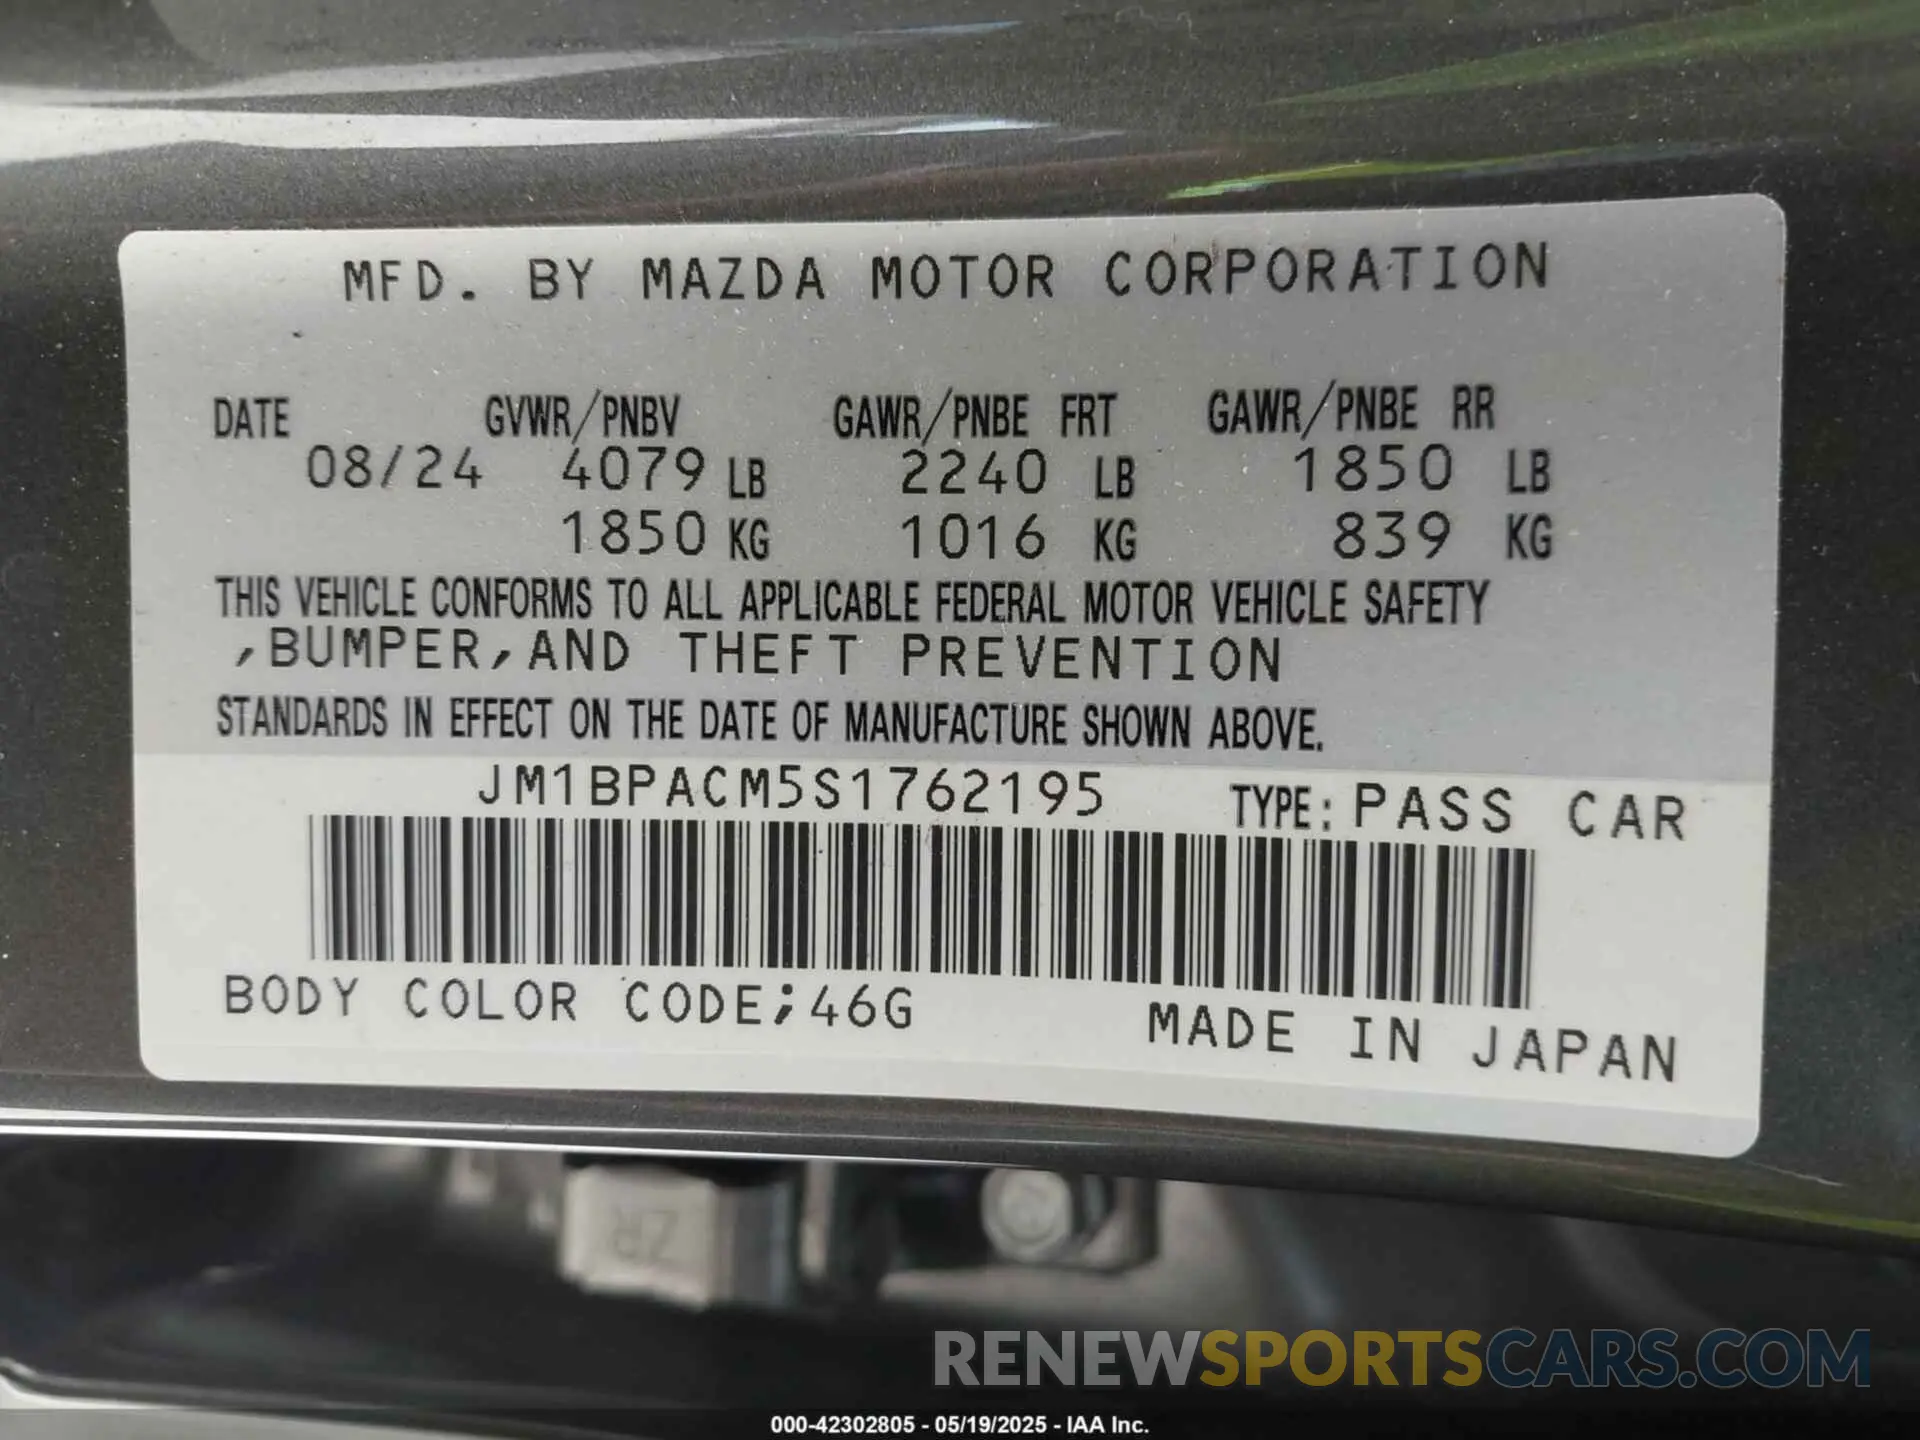 MFD. BY MAZDA MOTOR CORPORATION
DATE GVWR/PNBV GAWR/PNBE FRT GAWR/PNBE RR
08/24 4079 LB 2240 LB 1850 LB
1850 KG 1016 KG 839 KG
THIS VEHICLE CONFORMS TO ALL APPLICABLE FEDERAL MOTOR VEHICLE SAFETY
,BUMPER,AND THEFT PREVENTION
STANDARDS IN EFFECT ON THE DATE OF MANUFACTURE SHOWN ABOVE.
JM1BPACM5S1762195 TYPE: PASS CAR
BODY COLOR CODE;46G MADE IN JAPAN
RENEWSPORTSCARS.COM
000-42302805 - 05/19/2025 - IAA Inc.